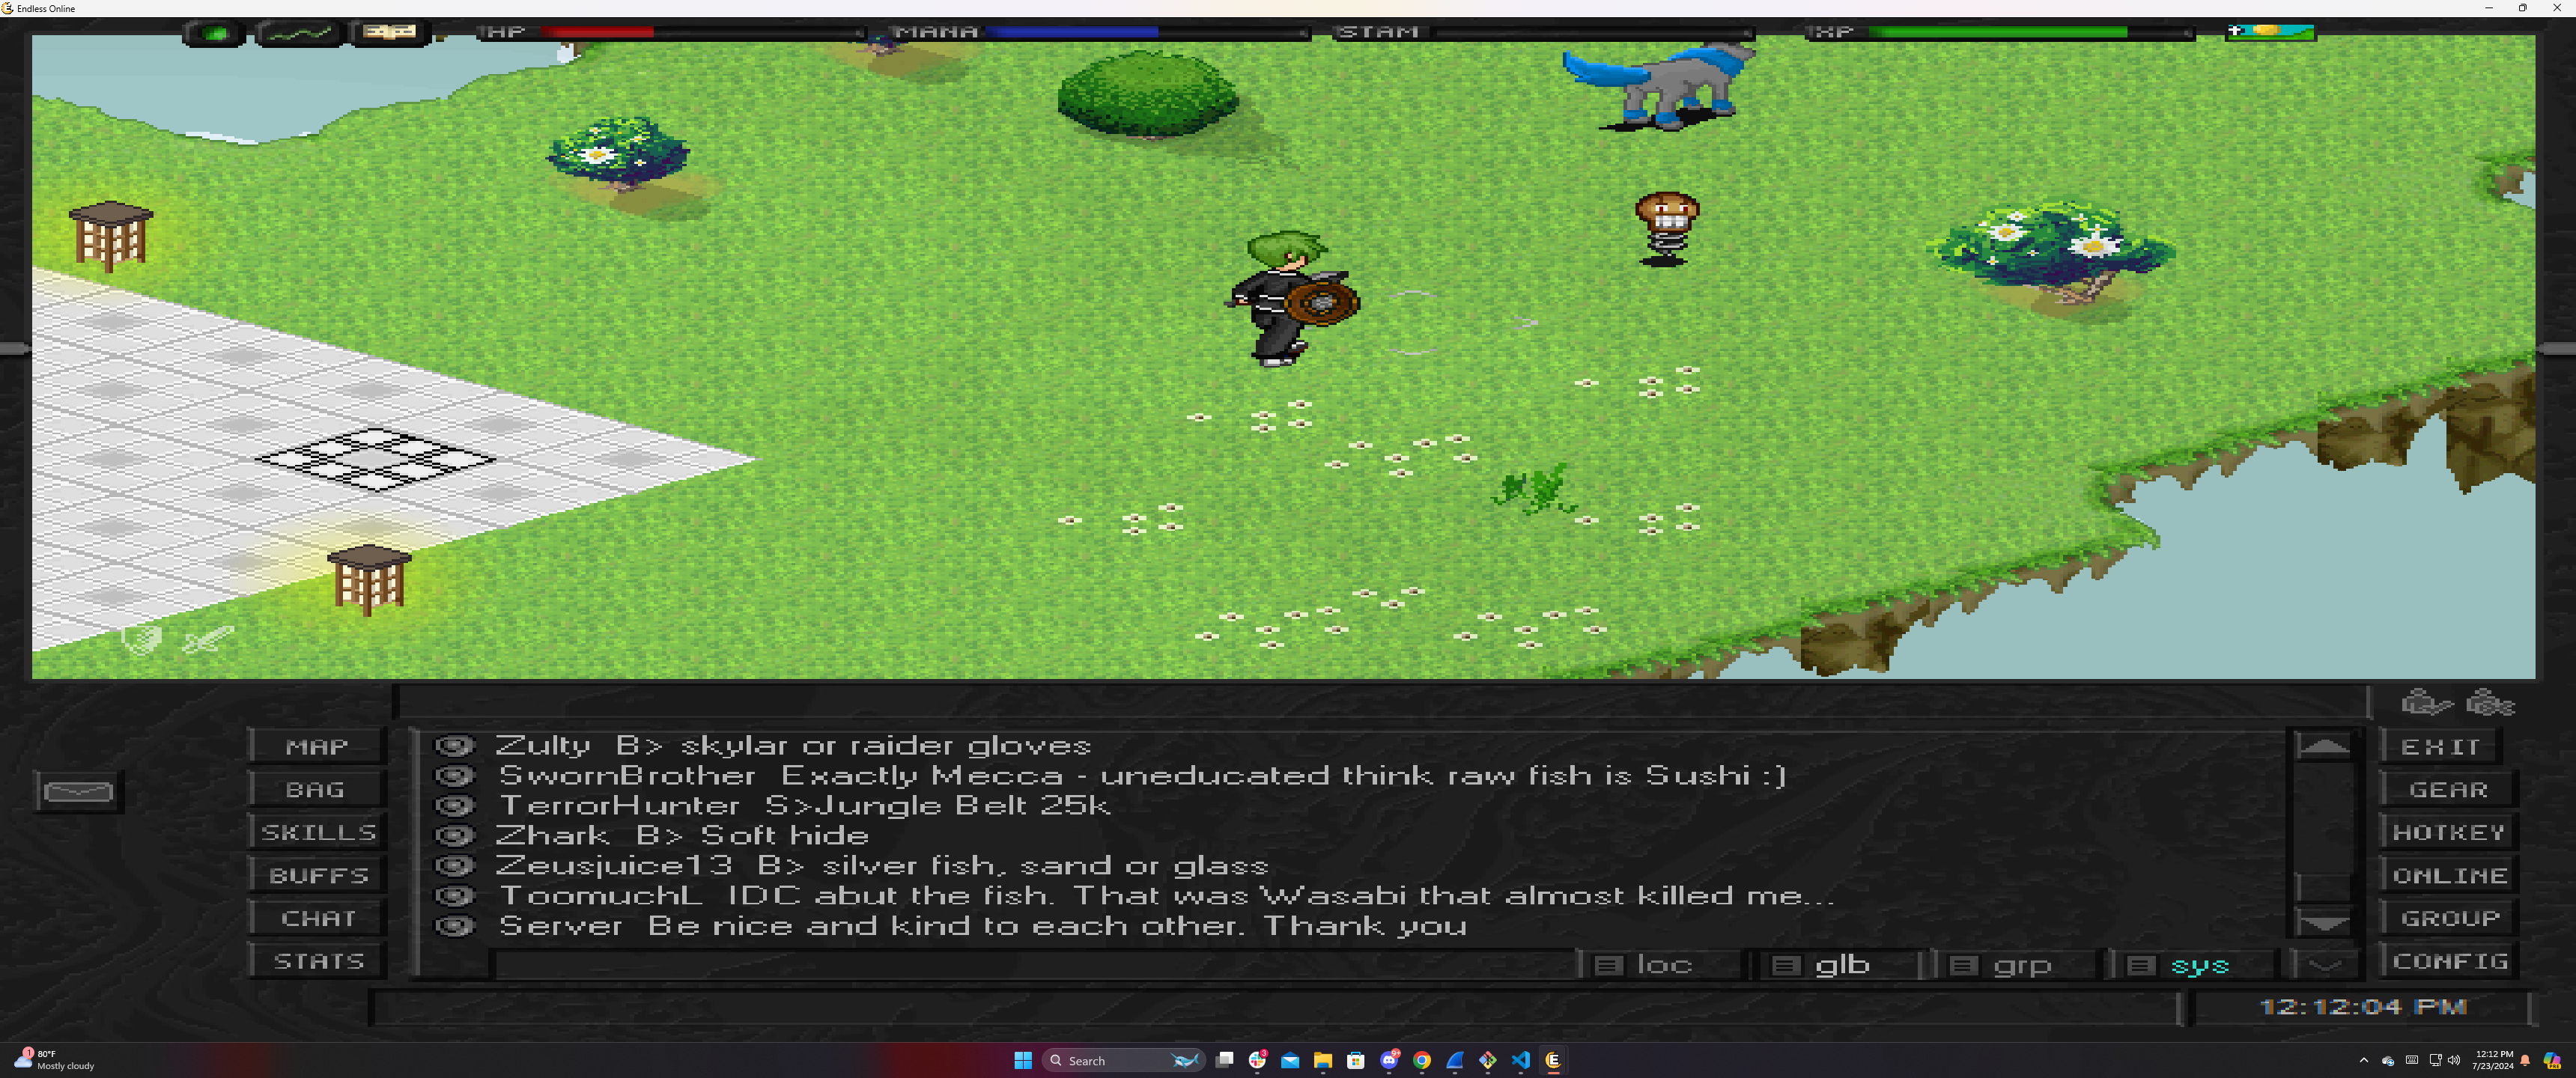 Endless Online
HP
MANA
STAM
XP
MAP
BAG
SKILLS
BUFFS
CHAT
STATS
Zulty B> skylar or raider gloves
SwornBrother Exactly Mecca - uneducated think raw fish is Sushi :)
TerrorHunter S>Jungle Belt 25k
Zhark B> Soft hide
Zeusjuice13 B> silver fish, sand or glass
ToomuchL IDC abut the fish. That was Wasabi that almost killed me...
Server Be nice and kind to each other. Thank you
loc
glb
grp
sys
EXIT
GEAR
HOTKEY
ONLINE
GROUP
CONFIG
12:12:04 PM
1
80°F
Mostly cloudy
Search
3
9+
12:12 PM
7/23/2024